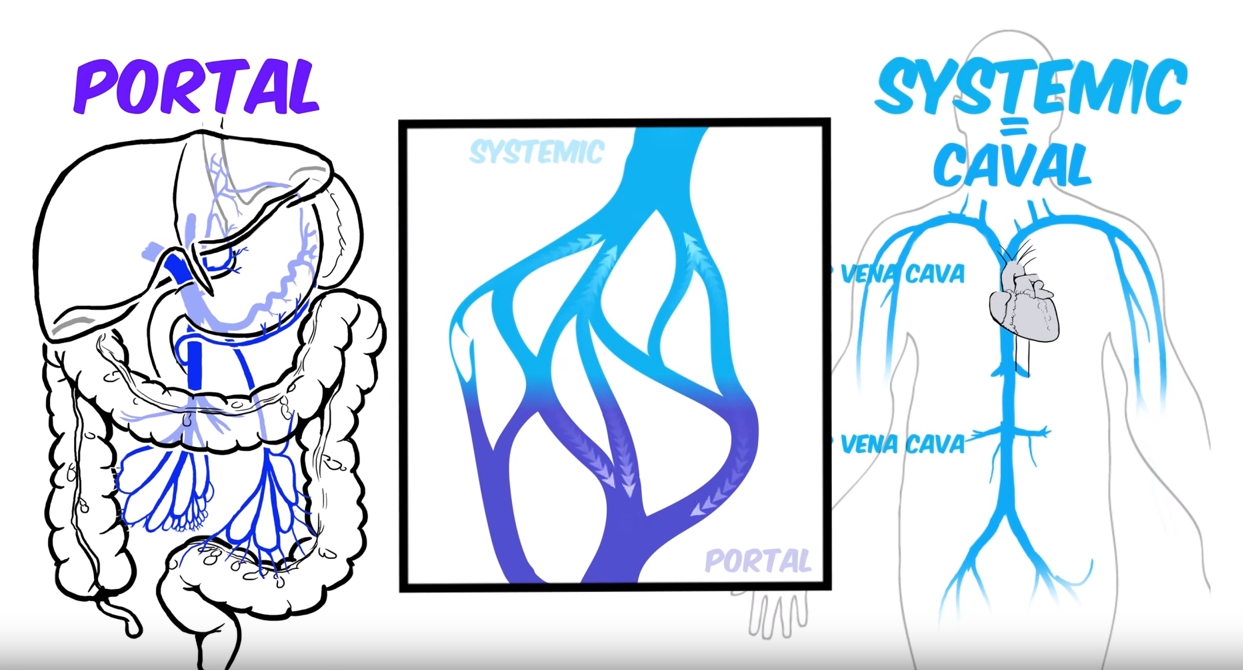 PORTAL
SYSTEMIC
=
CAVAL
SYSTEMIC
VENA CAVA
VENA CAVA
PORTAL